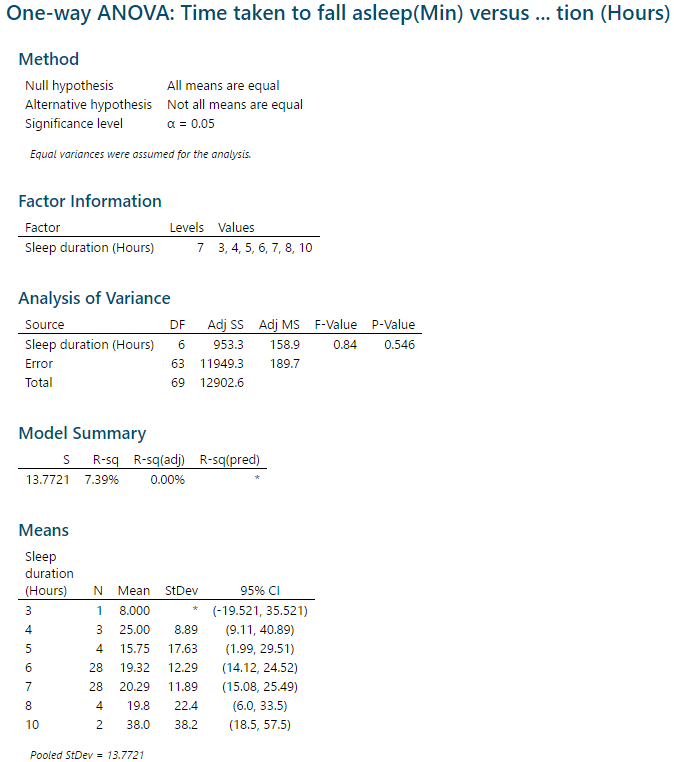 One-way ANOVA: Time taken to fall asleep(Min) versus ... tion (Hours)
Method
Null hypothesis All means are equal
Alternative hypothesis Not all means are equal
Significance level α = 0.05
Equal variances were assumed for the analysis.
Factor Information
Factor Levels Values
Sleep duration (Hours) 7 3, 4, 5, 6, 7, 8, 10
Analysis of Variance
Source DF Adj SS Adj MS F-Value P-Value
Sleep duration (Hours) 6 953.3 158.9 0.84 0.546
Error 63 11949.3 189.7
Total 69 12902.6
Model Summary
S R-sq R-sq(adj) R-sq(pred)
13.7721 7.39% 0.00% *
Means
Sleep
duration
(Hours) N Mean StDev 95% CI
3 1 8.000 * (-19.521, 35.521)
4 3 25.00 8.89 (9.11, 40.89)
5 4 15.75 17.63 (1.99, 29.51)
6 28 19.32 12.29 (14.12, 24.52)
7 28 20.29 11.89 (15.08, 25.49)
8 4 19.8 22.4 (6.0, 33.5)
10 2 38.0 38.2 (18.5, 57.5)
Pooled StDev = 13.7721